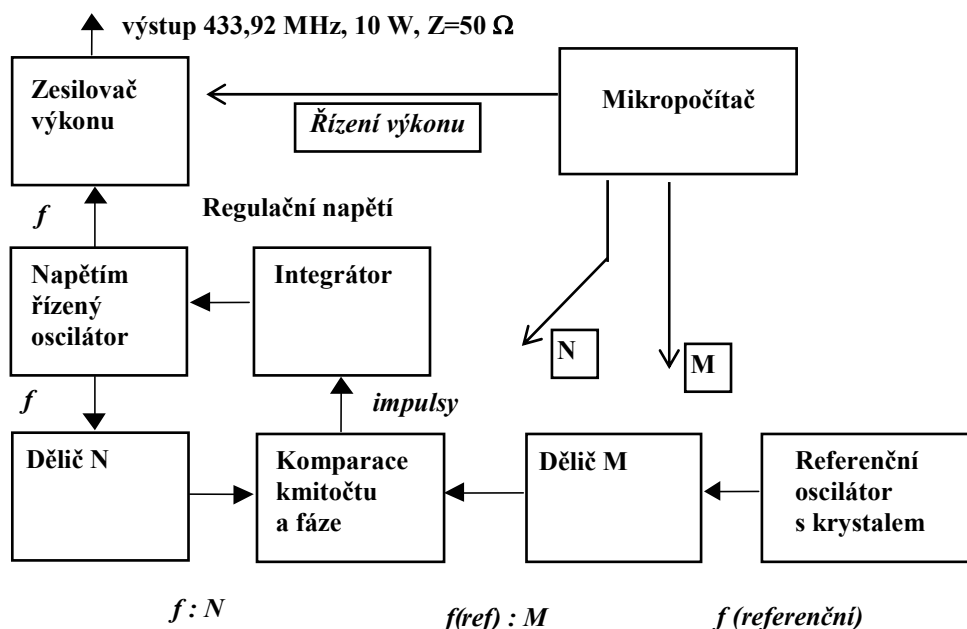 výstup 433,92 MHz, 10 W, Z=50 Ω
Zesilovač
výkonu
Řízení výkonu
Mikropočítač
f
Regulační napětí
Napětím
řízený
oscilátor
Integrátor
N
M
f
impulsy
Dělič N
Komparace
kmitočtu
a fáze
Dělič M
Referenční
oscilátor
s krystalem
f : N
f(ref) : M
f (referenční)